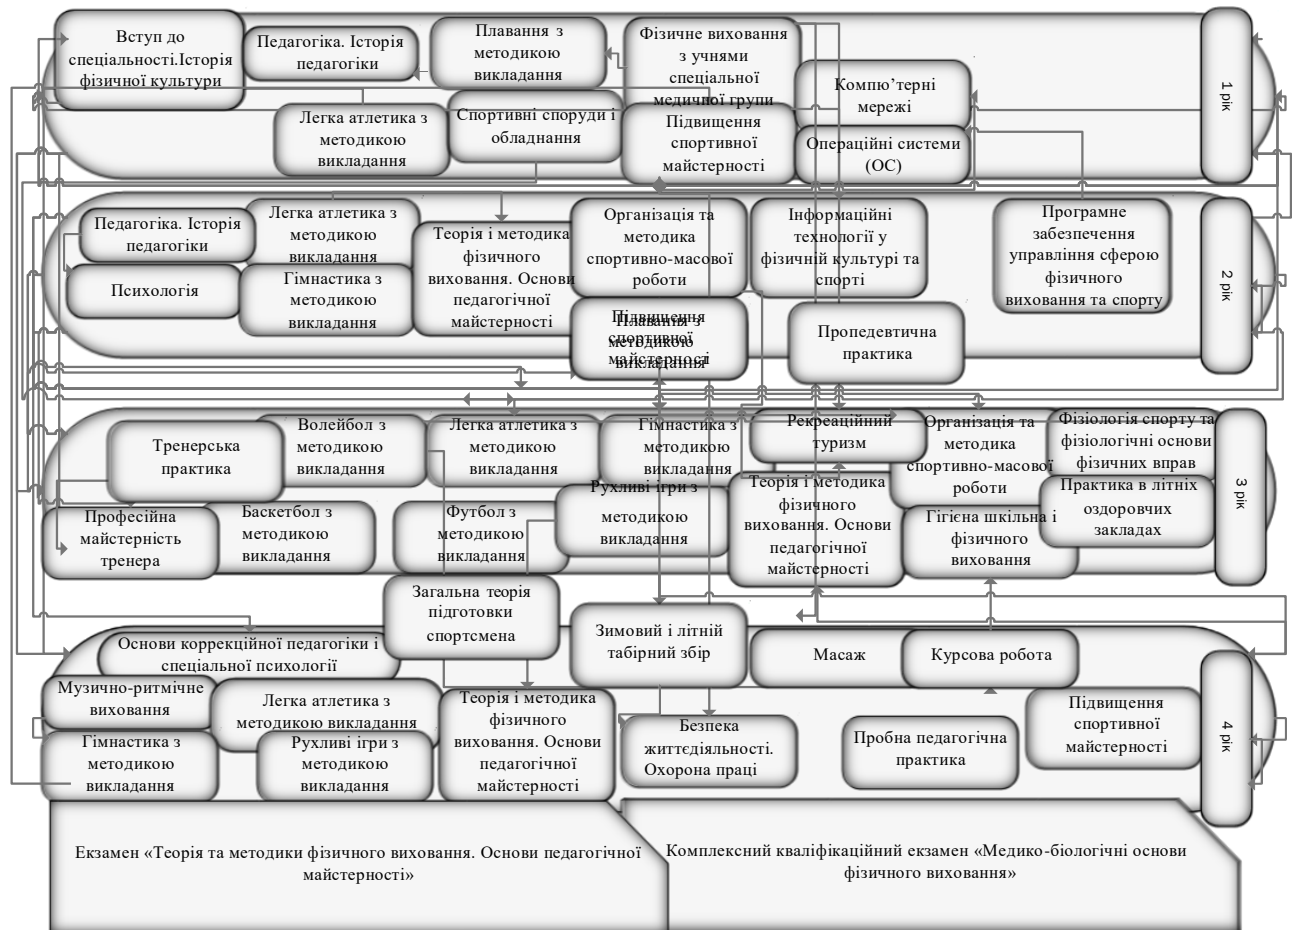 Вступ до
спеціальності.Історія
фізичної культури
Педагогіка. Історія
педагогіки
Плавання з
методикою
викладання
Фізичне виховання
з учнями
спеціальної
медичної групи
Комп’ютерні
мережі
Легка атлетика з
методикою
викладання
Спортивні споруди і
обладнання
Підвищення
спортивної
майстерності
Операційні системи
(ОС)
1 рік
Педагогіка. Історія
педагогіки
Психологія
Легка атлетика з
методикою
викладання
Гімнастика з
методикою
викладання
Теорія і методика
фізичного
виховання. Основи
педагогічної
майстерності
Організація та
методика
спортивно-масової
роботи
Підвищення
спортивної
майстерності
Плавання з
методикою
викладання
Інформаційні
технології у
фізичній культурі та
спорті
Пропедевтична
практика
Програмне
забезпечення
управління сферою
фізичного
виховання та спорту
2 рік
Тренерська
практика
Волейбол з
методикою
викладання
Легка атлетика з
методикою
викладання
Гімнастика з
методикою
викладання
Рекреаційний
туризм
Організація та
методика
спортивно-масової
роботи
Фізіологія спорту та
фізіологічні основи
фізичних вправ
Професійна
майстерність
тренера
Баскетбол з
методикою
викладання
Футбол з
методикою
викладання
Рухливі ігри з
методикою
викладання
Теорія і методика
фізичного
виховання. Основи
педагогічної
майстерності
Гігієна шкільна і
фізичного
виховання
Практика в літніх
оздоровчих
закладах
3 рік
Загальна теорія
підготовки
спортсмена
Зимовий і літній
табірний збір
Основи коррекційної педагогіки і
спеціальної психології
Масаж
Курсова робота
Музично-ритмічне
виховання
Легка атлетика з
методикою викладання
Теорія і методика
фізичного
виховання. Основи
педагогічної
майстерності
Гімнастика з
методикою
викладання
Рухливі ігри з
методикою
викладання
Безпека
життєдіяльності.
Охорона праці
Пробна педагогічна
практика
Підвищення
спортивної
майстерності
4 рік
Екзамен «Теорія та методики фізичного виховання. Основи педагогічної
майстерності»
Комплексний кваліфікаційний екзамен «Медико-біологічні основи
фізичного виховання»